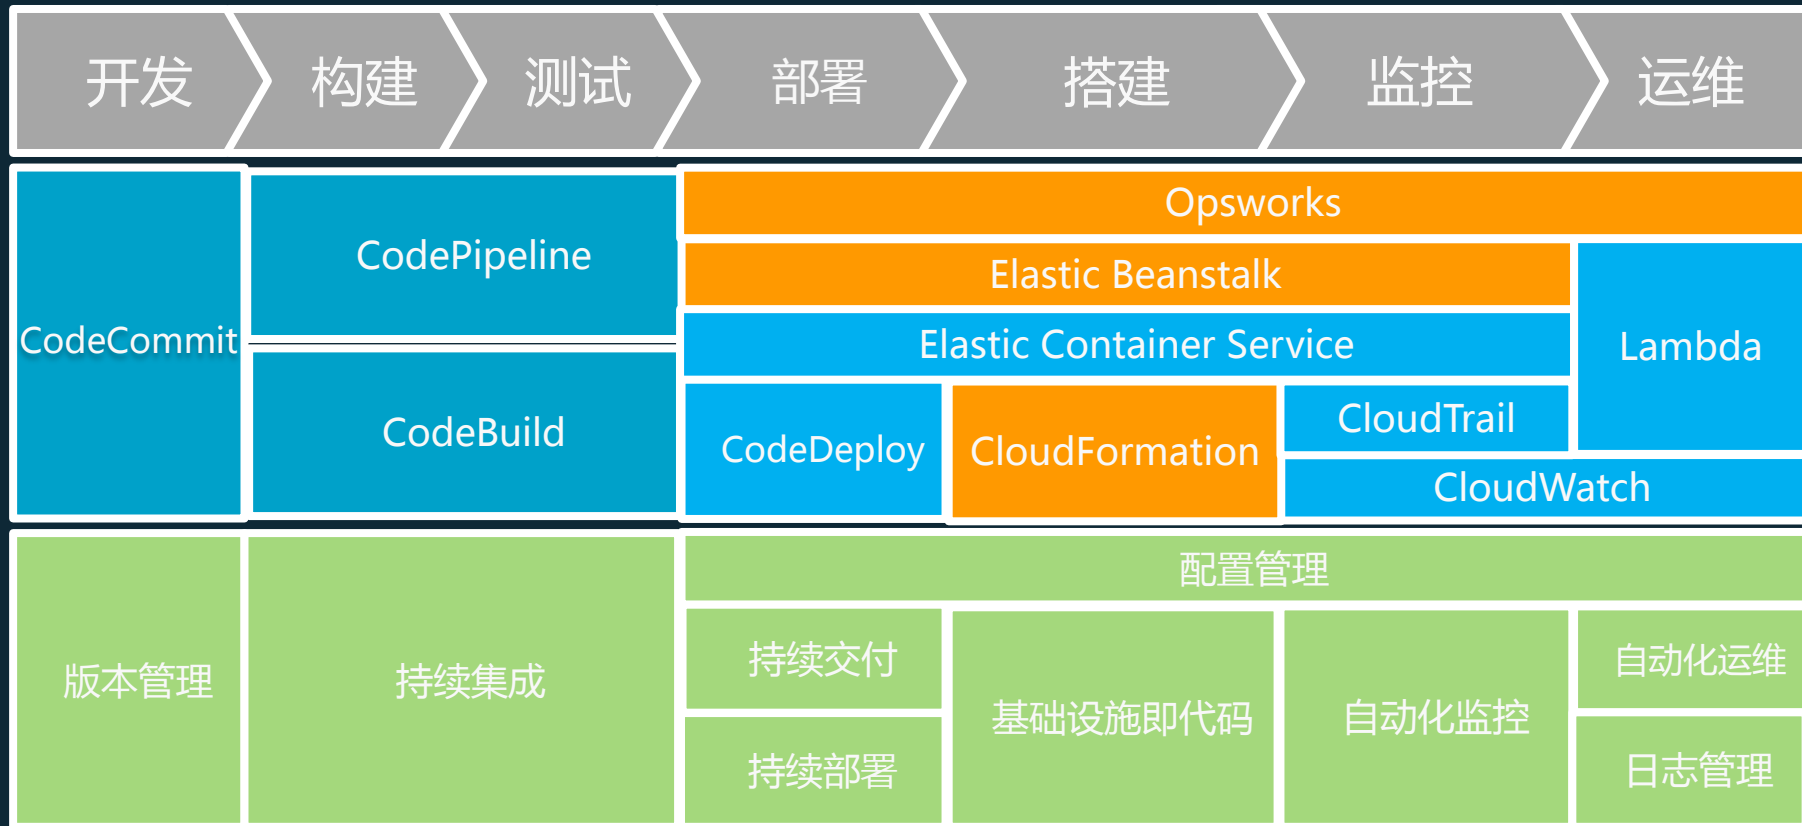 开发
构建
测试
部署
搭建
监控
运维
CodeCommit
CodePipeline
CodeBuild
Opsworks
Elastic Beanstalk
Elastic Container Service
Lambda
CodeDeploy
CloudFormation
CloudTrail
CloudWatch
版本管理
持续集成
配置管理
持续交付
持续部署
基础设施即代码
自动化监控
自动化运维
日志管理